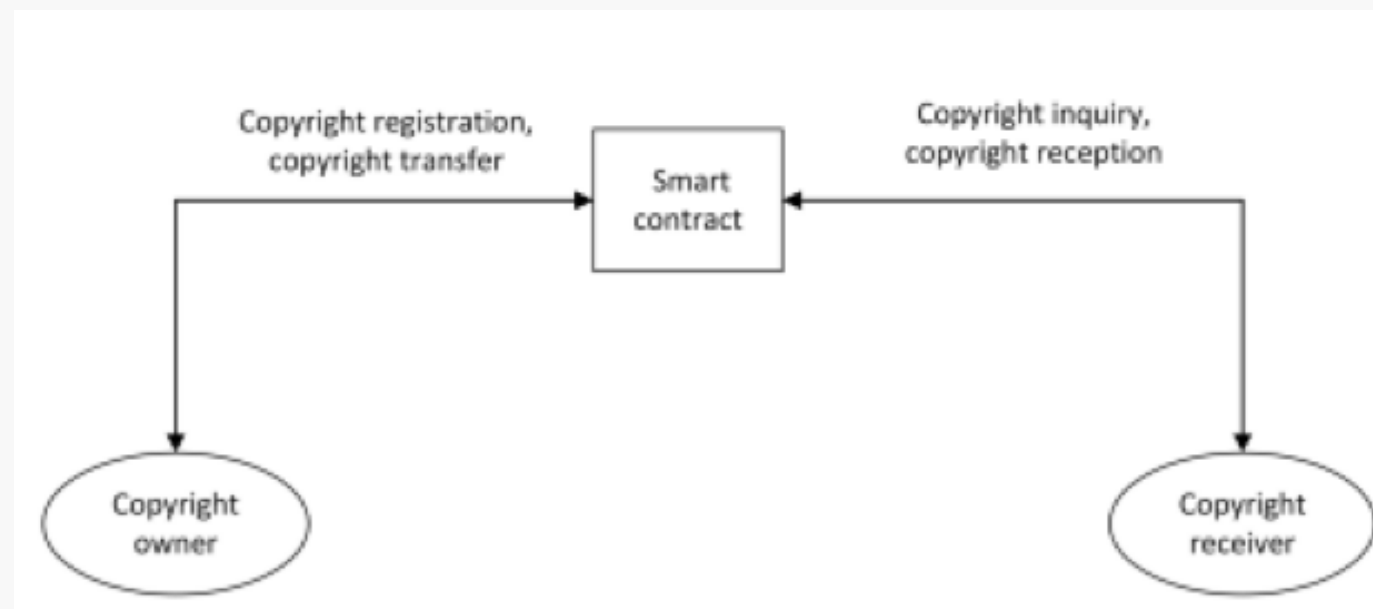 Copyright registration,
copyright transfer
Copyright inquiry,
copyright reception
Smart
contract
Copyright
owner
Copyright
receiver